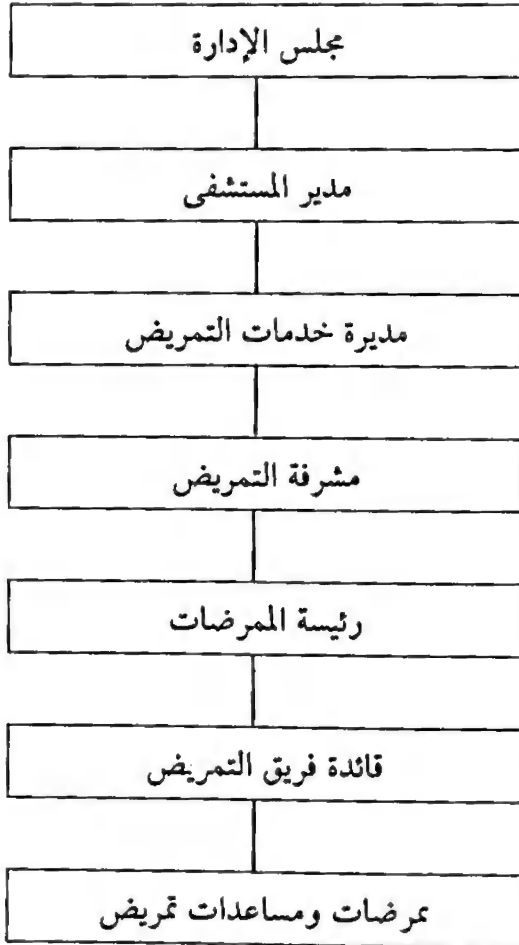 مجلس الإدارة
مدير المستشفى
مديرة خدمات التمريض
مشرفة التمريض
رئيسة الممرضات
قائدة فريق التمريض
ممرضات ومساعدات تمريض